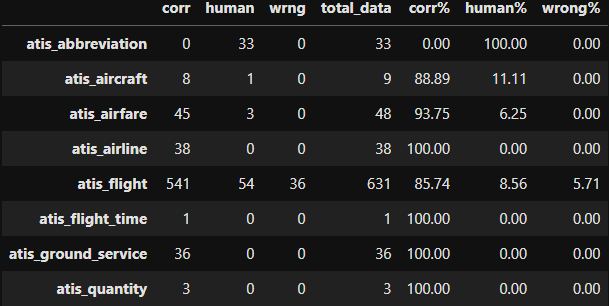 corr human wrng total_data corr% human% wrong%
atis_abbreviation 0 33 0 33 0.00 100.00 0.00
atis_aircraft 8 1 0 9 88.89 11.11 0.00
atis_airfare 45 3 0 48 93.75 6.25 0.00
atis_airline 38 0 0 38 100.00 0.00 0.00
atis_flight 541 54 36 631 85.74 8.56 5.71
atis_flight_time 1 0 0 1 100.00 0.00 0.00
atis_ground_service 36 0 0 36 100.00 0.00 0.00
atis_quantity 3 0 0 3 100.00 0.00 0.00